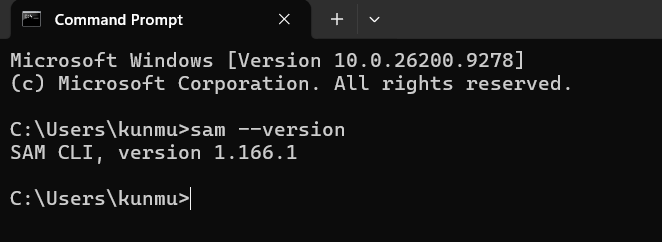 Command Prompt
Microsoft Windows [Version 10.0.26200.9278]
(c) Microsoft Corporation. All rights reserved.
C:\Users\kunmu>sam --version
SAM CLI, version 1.166.1
C:\Users\kunmu>